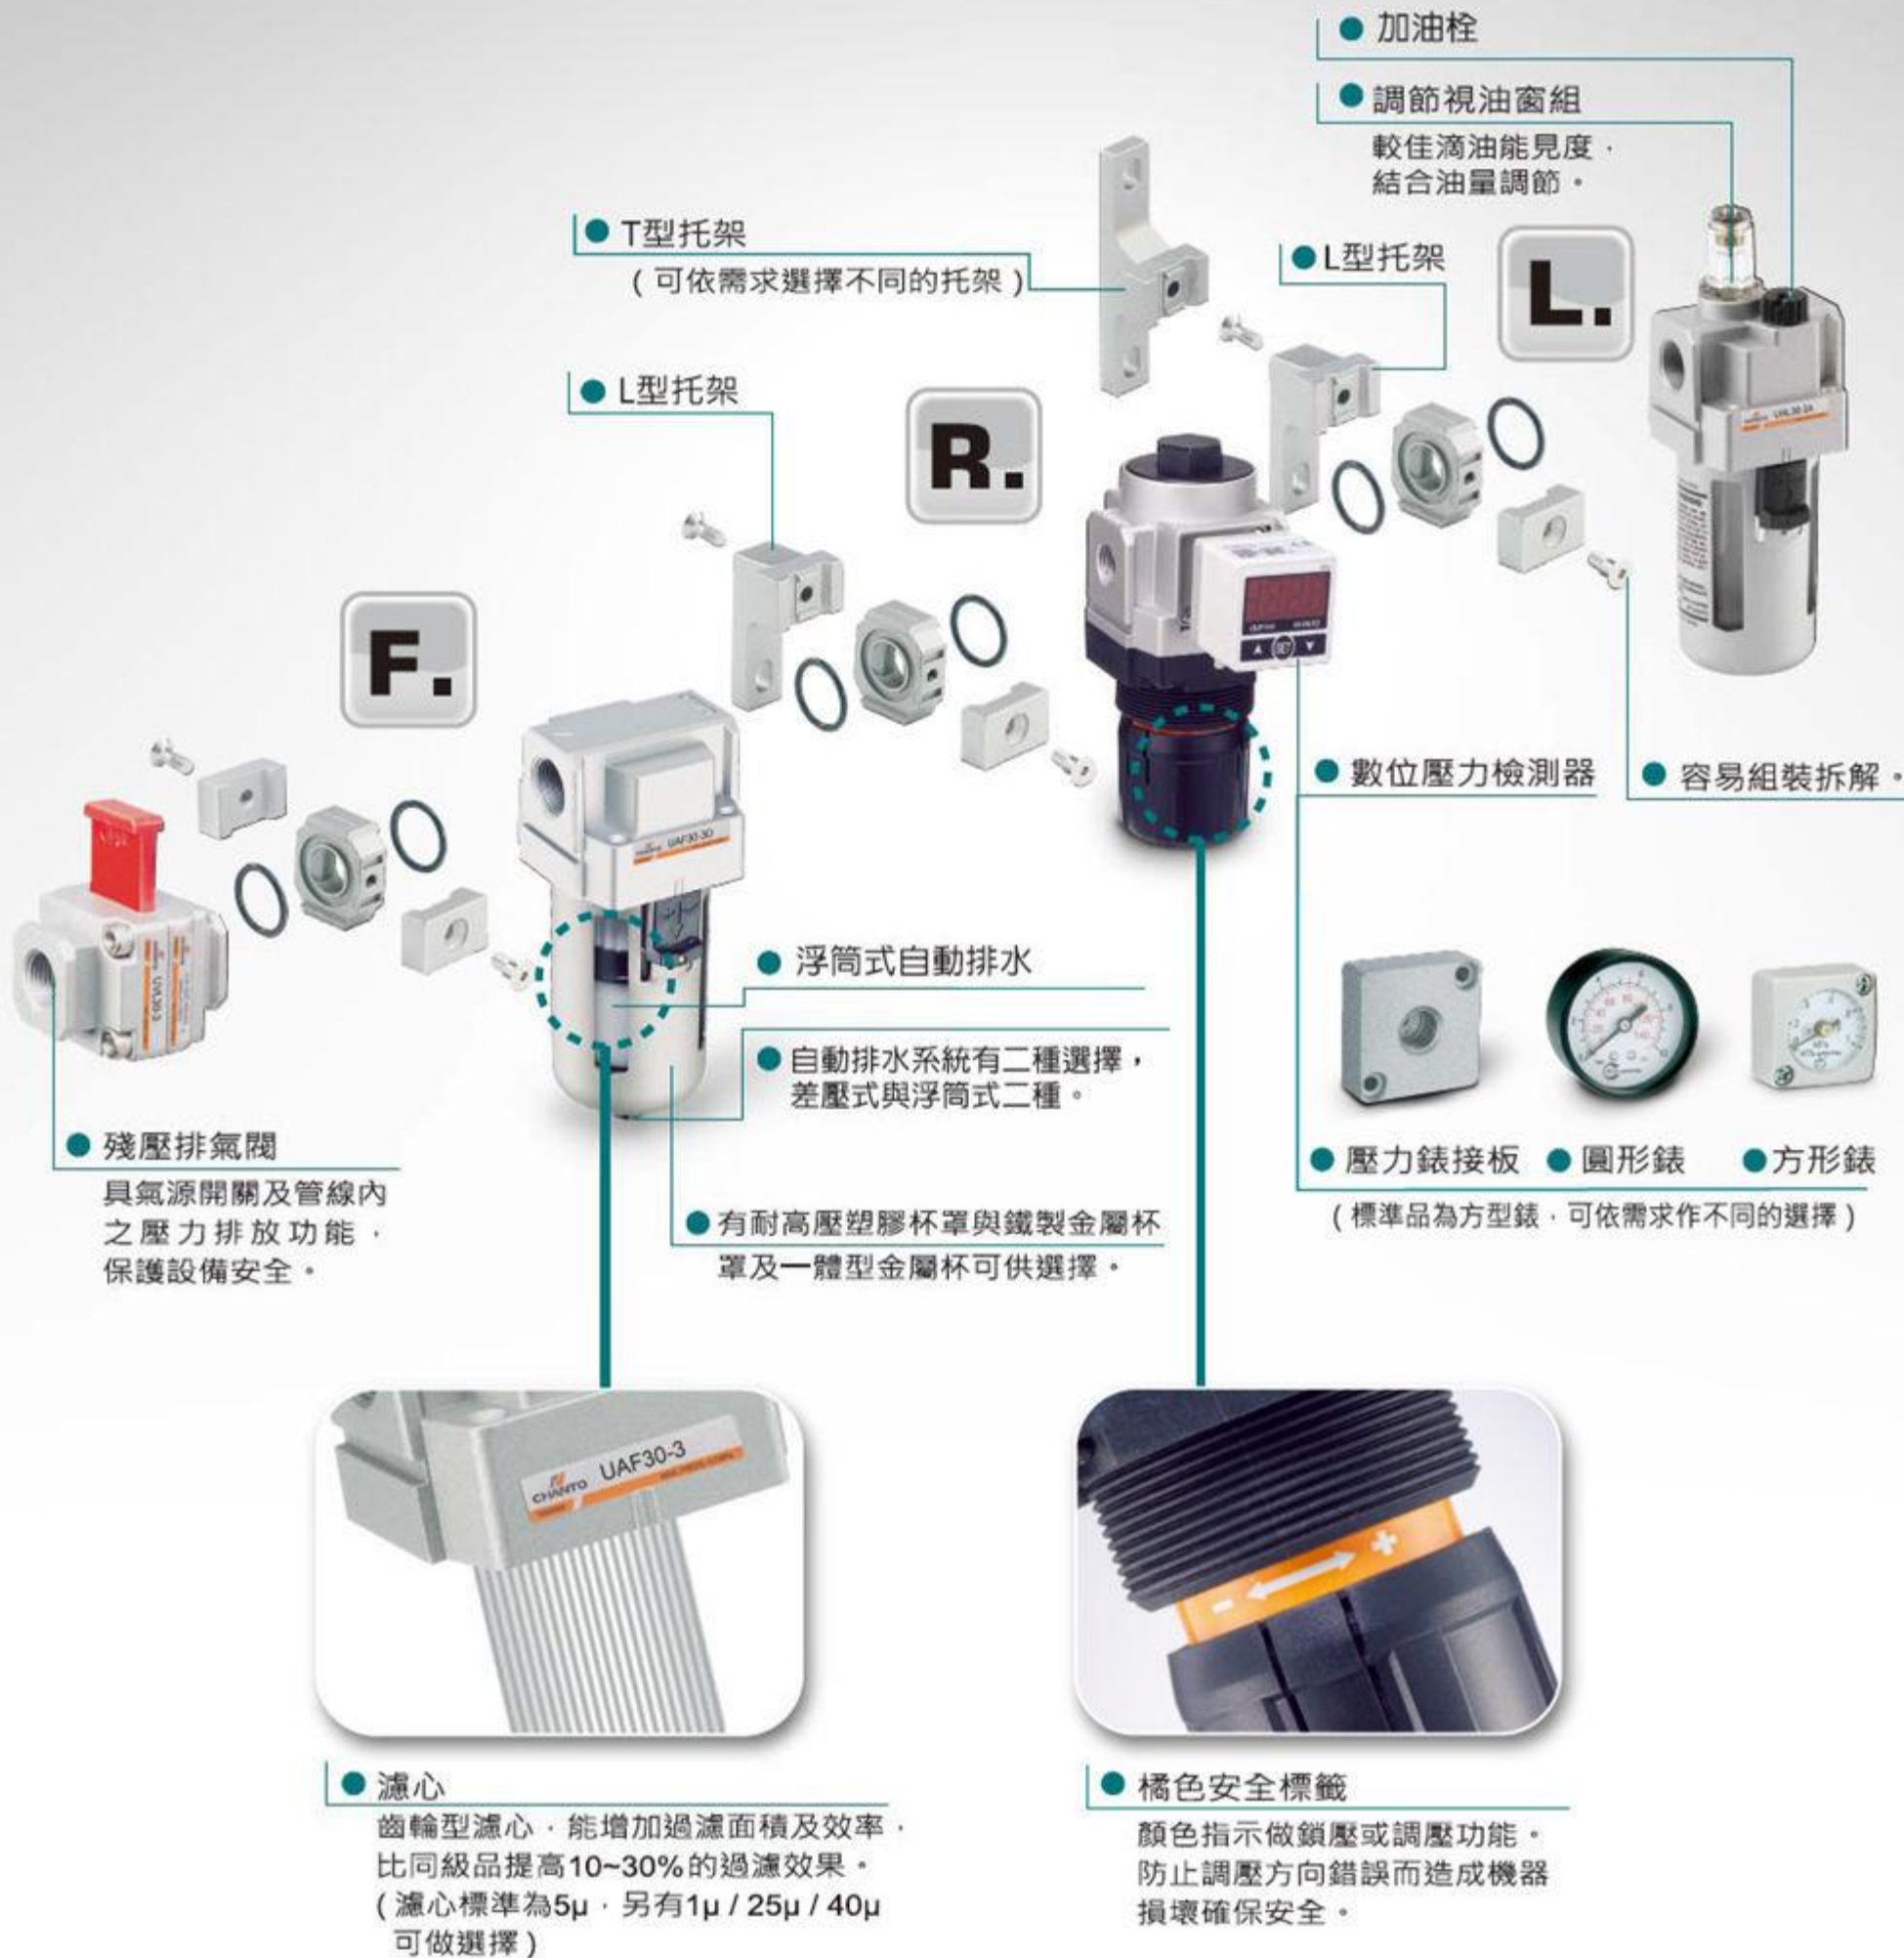 加油栓
調節視油窗組
較佳滴油能見度，
結合油量調節。
T型托架
(可依需求選擇不同的托架)
L型托架
L.
L型托架
R.
F.
UAF30-3D
UVL30-3
SET
數位壓力檢測器
容易組裝拆解。
浮筒式自動排水
自動排水系統有二種選擇，
差壓式與浮筒式二種。
殘壓排氣閥
具氣源開關及管線內
之壓力排放功能，
保護設備安全。
有耐高壓塑膠杯罩與鐵製金屬杯
罩及一體型金屬杯可供選擇。
壓力錶接板
圓形錶
方形錶
(標準品為方型錶，可依需求作不同的選擇)
CHANTO UAF30-3
- +
濾心
齒輪型濾心，能增加過濾面積及效率，
比同級品提高10~30%的過濾效果。
(濾心標準為5μ，另有1μ / 25μ / 40μ
可做選擇)
橘色安全標籤
顏色指示做鎖壓或調壓功能。
防止調壓方向錯誤而造成機器
損壞確保安全。